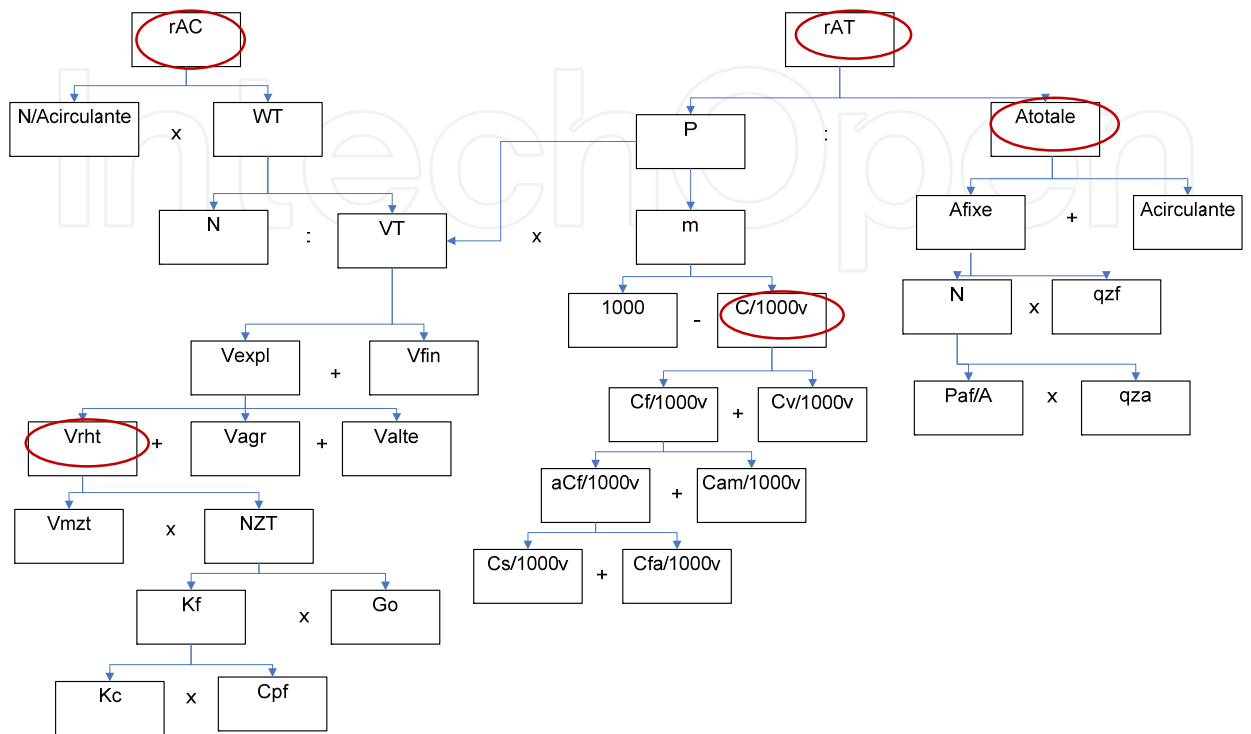 rAC
rAT
N/Acirculante
x
WT
P
:
Atotale
N
:
VT
x
m
Afixe
+
Acirculante
1000
-
C/1000v
N
x
qzf
Vexpl
+
Vfin
Cf/1000v
+
Cv/1000v
Paf/A
x
qza
Vrht
+
Vagr
+
Valte
aCf/1000v
+
Cam/1000v
Vmzt
x
NZT
Cs/1000v
+
Cfa/1000v
Kf
x
Go
Kc
x
Cpf
IntechOpen